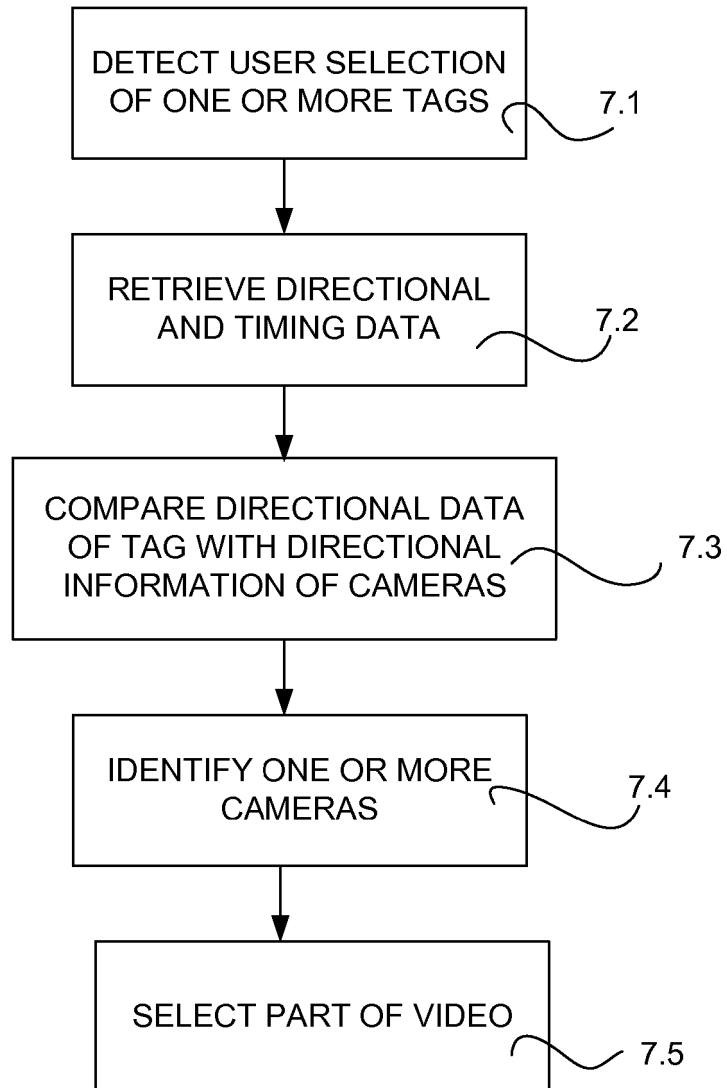 DETECT USER SELECTION
OF ONE OR MORE TAGS
7.1
RETRIEVE DIRECTIONAL
AND TIMING DATA
7.2
COMPARE DIRECTIONAL DATA
OF TAG WITH DIRECTIONAL
INFORMATION OF CAMERAS
7.3
IDENTIFY ONE OR MORE
CAMERAS
7.4
SELECT PART OF VIDEO
7.5